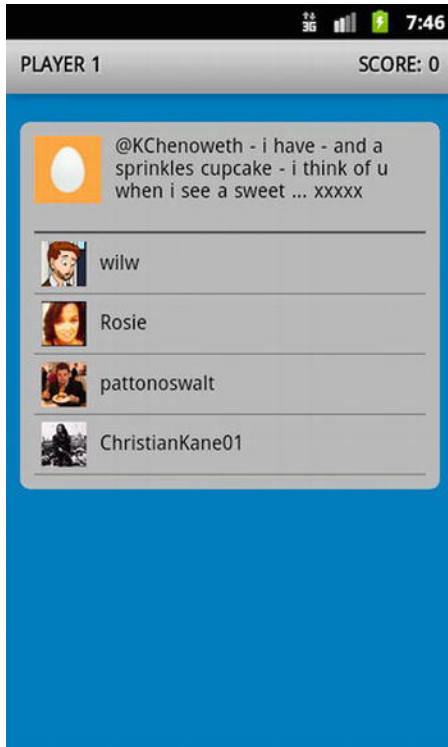 3G 7:46
PLAYER 1 SCORE: 0
@KChenoweth - i have - and a
sprinkles cupcake - i think of u
when i see a sweet ... xxxxx
wilw
Rosie
pattonoswalt
ChristianKane01